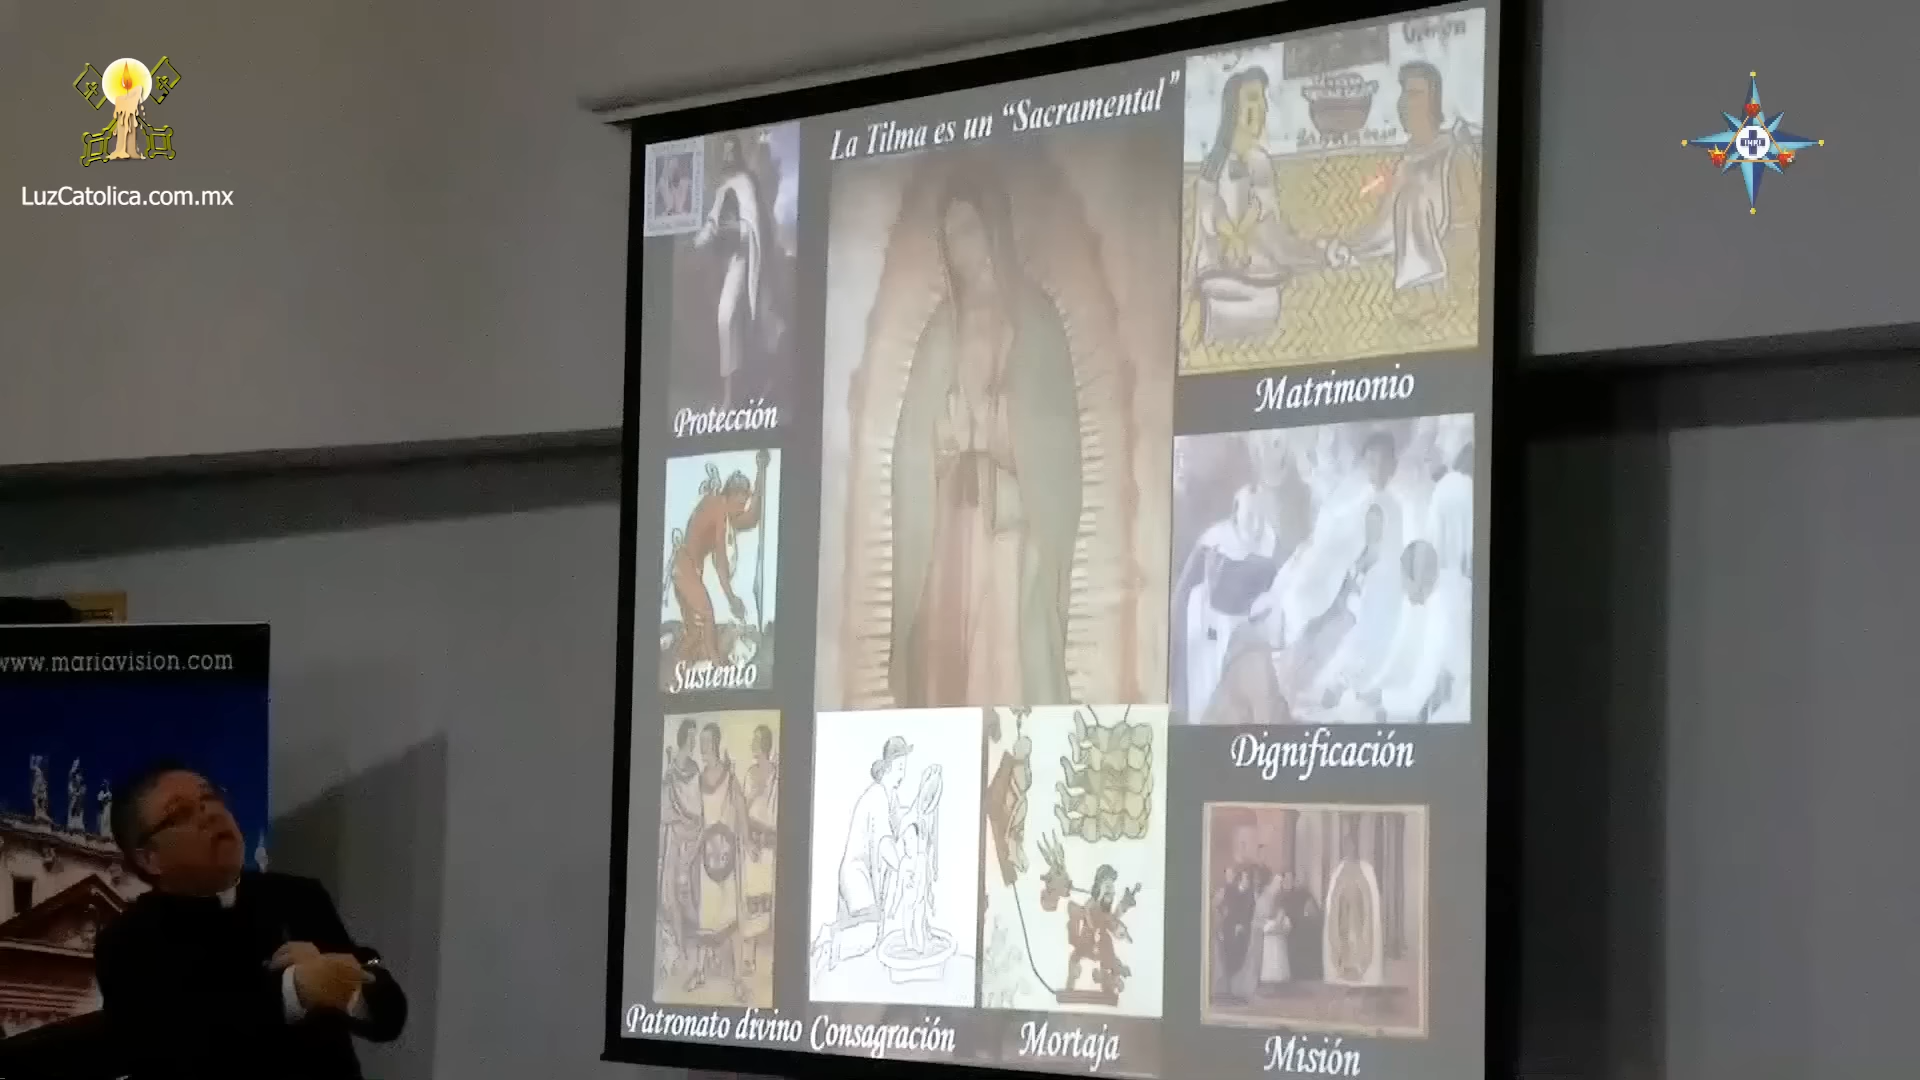 LuzCatolica.com.mx
INRI
La Tilma es un “Sacramental”
Protección
Matrimonio
Sustento
Dignificación
Patronato divino
Consagración
Mortaja
Misión
www.mariavision.com